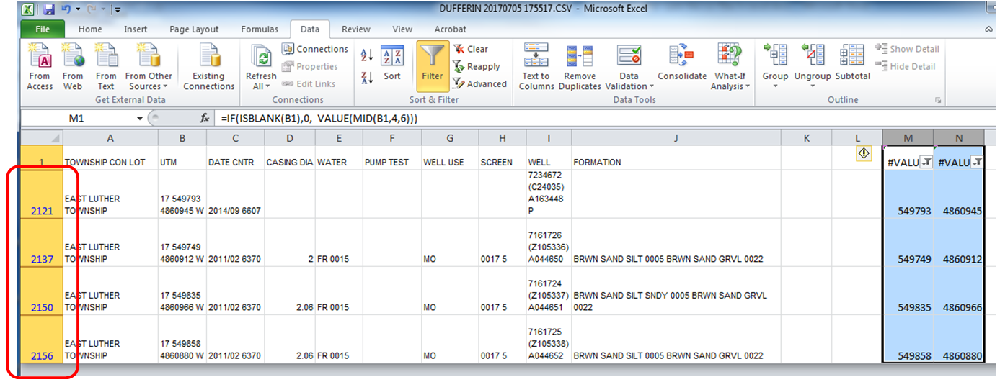 DUFFERIN 20170705 175517.CSV - Microsoft Excel
File Home Insert Page Layout Formulas Data Review View Acrobat
From Access From Web From Text From Other Sources Existing Connections
Get External Data
Refresh All Connections Properties Edit Links
Connections
Sort Filter Clear Reapply Advanced
Sort & Filter
Text to Columns Remove Duplicates Data Validation Consolidate What-If Analysis
Data Tools
Group Ungroup Subtotal Show Detail Hide Detail
Outline
M1 fx =IF(ISBLANK(B1),0, VALUE(MID(B1,4,6)))
A B C D E F G H I J K L M N
1 TOWNSHIP CON LOT UTM DATE CNTR CASING DIA WATER PUMP TEST WELL USE SCREEN WELL FORMATION #VALU #VALU
7234672
(C24035)
EAST LUTHER 17 549793 A163448
2121 TOWNSHIP 4860945 W 2014/09 6607 P 549793 4860945
7161726
EAST LUTHER 17 549749 (Z105336)
2137 TOWNSHIP 4860912 W 2011/02 6370 2 FR 0015 MO 0017 5 A044650 BRWN SAND SILT 0005 BRWN SAND GRVL 0022 549749 4860912
7161724
EAST LUTHER 17 549835 (Z105337) BRWN SAND SILT SNDY 0005 BRWN SAND GRVL
2150 TOWNSHIP 4860966 W 2011/02 6370 2.06 FR 0015 MO 0017 5 A044651 0022 549835 4860966
7161725
EAST LUTHER 17 549858 (Z105338)
2156 TOWNSHIP 4860880 W 2011/02 6370 2.06 FR 0015 MO 0017 5 A044652 BRWN SAND SILT 0005 BRWN SAND GRVL 0022 549858 4860880